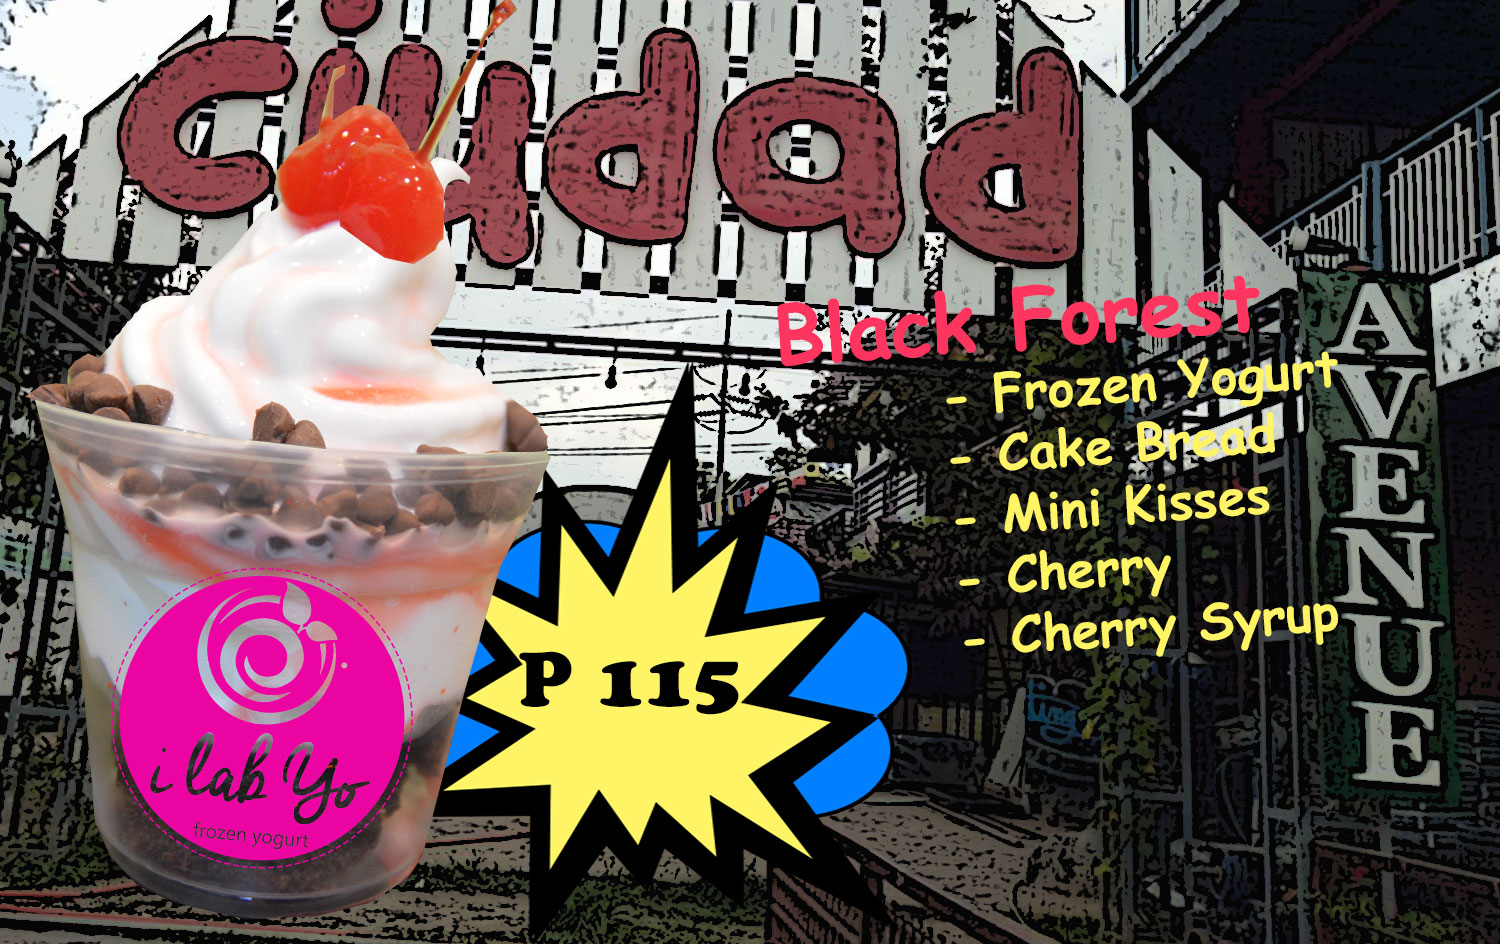 ciudad
Black Forest
- Frozen Yogurt
- Cake Bread
- Mini Kisses
- Cherry
- Cherry Syrup
AVENUE
P 115
i lab Yo
frozen yogurt